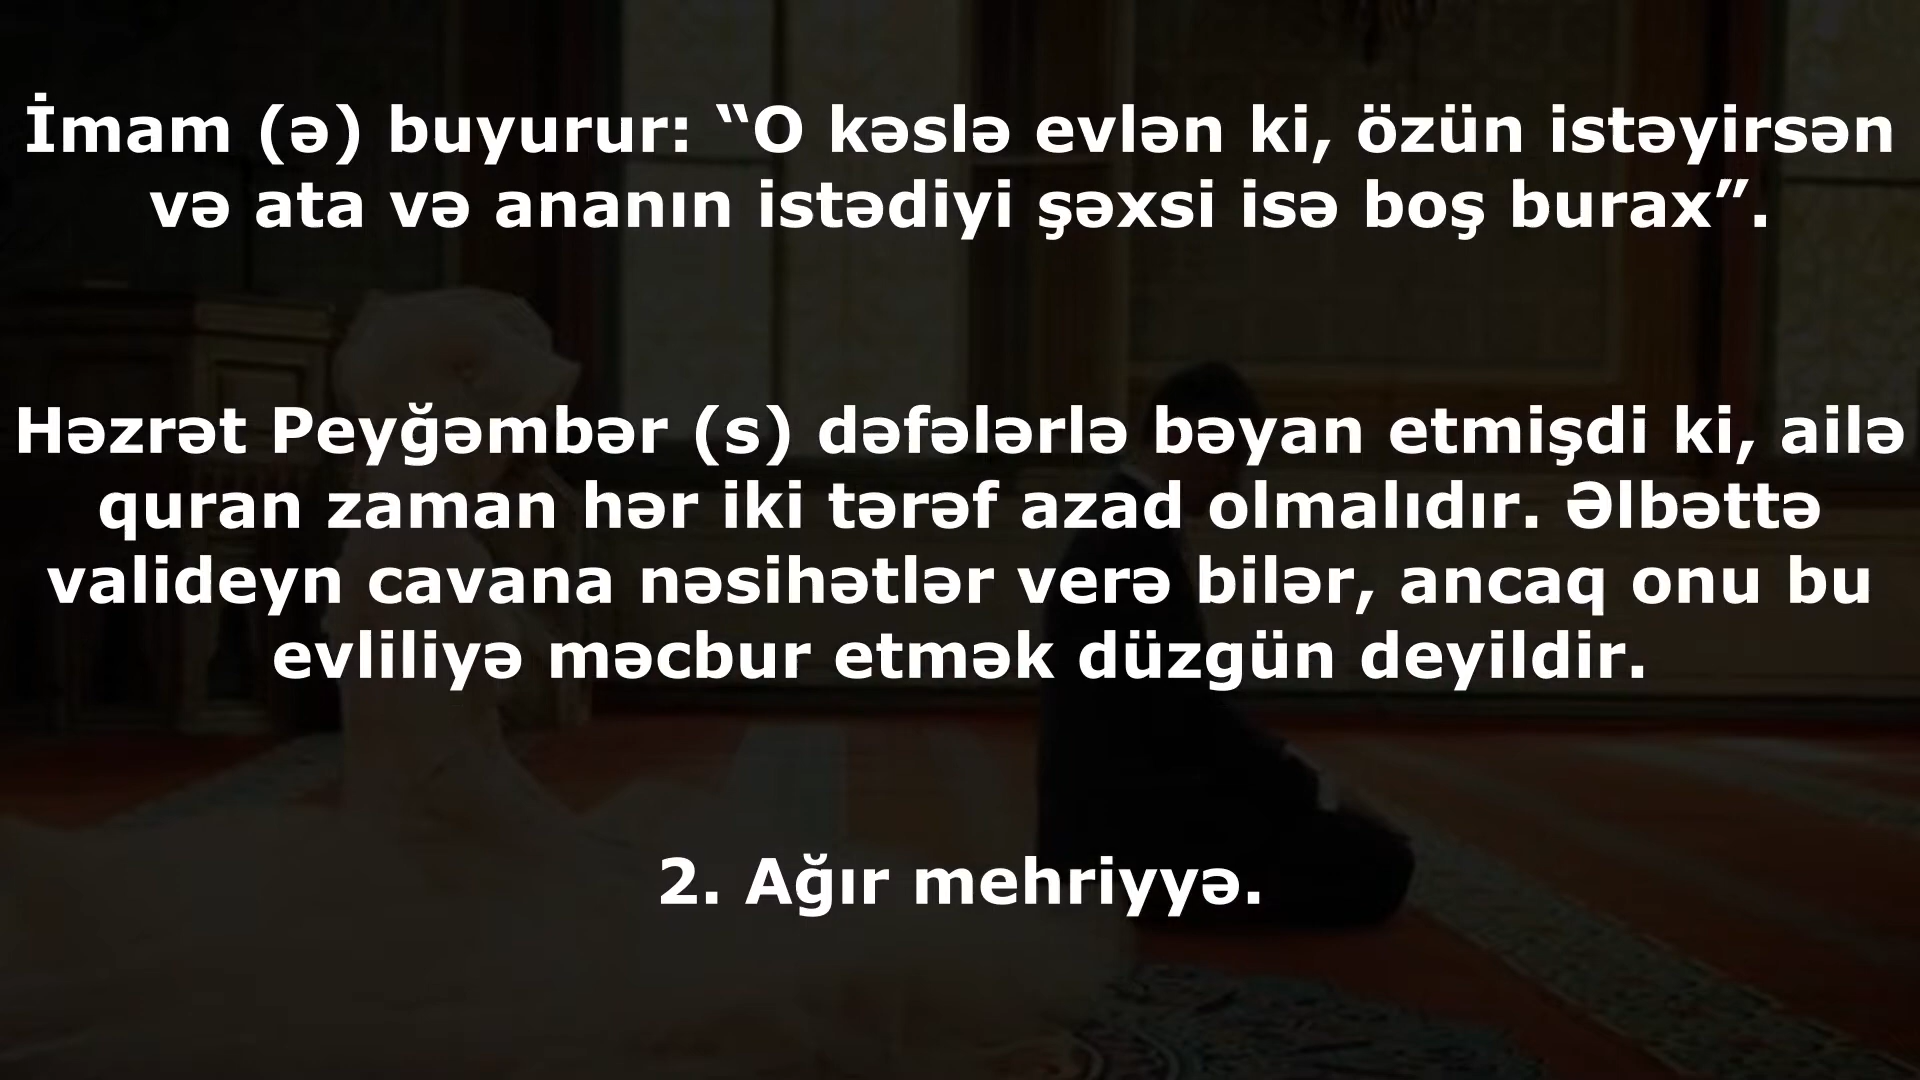 İmam (ə) buyurur: “O kəslə evlən ki, özün istəyirsən
və ata və ananın istədiyi şəxsi isə boş burax”.
Həzrət Peyğəmbər (s) dəfələrlə bəyan etmişdi ki, ailə
quran zaman hər iki tərəf azad olmalıdır. Əlbəttə
valideyn cavana nəsihətlər verə bilər, ancaq onu bu
evliliyə məcbur etmək düzgün deyildir.
2. Ağır mehriyyə.